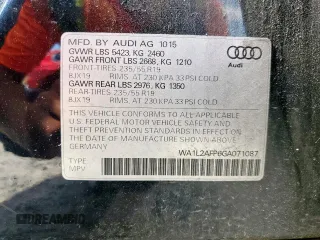 MFD. BY AUDI AG 10 15
GVWR LBS 5423, KG 2460
GAWR FRONT LBS 2668, KG 1210
FRONT-TIRES 235/55 R19
8JX19 RIMS AT 230 KPA 33 PSI COLD
GAWR REAR LBS 2976, KG 1350
REAR-TIRES 235/55 R19
8JX19 RIMS AT 230 KPA 33 PSI COLD
Audi
THIS VEHICLE CONFORMS TO ALL APPLICABLE
U.S. FEDERAL MOTOR VEHICLE SAFETY
STANDARDS IN EFFECT ON
THE DATE OF MANUFACTURE SHOWN ABOVE
GERMANY
WA1L2AFP6GA071087
TYPE:
MPV
DREAMBID